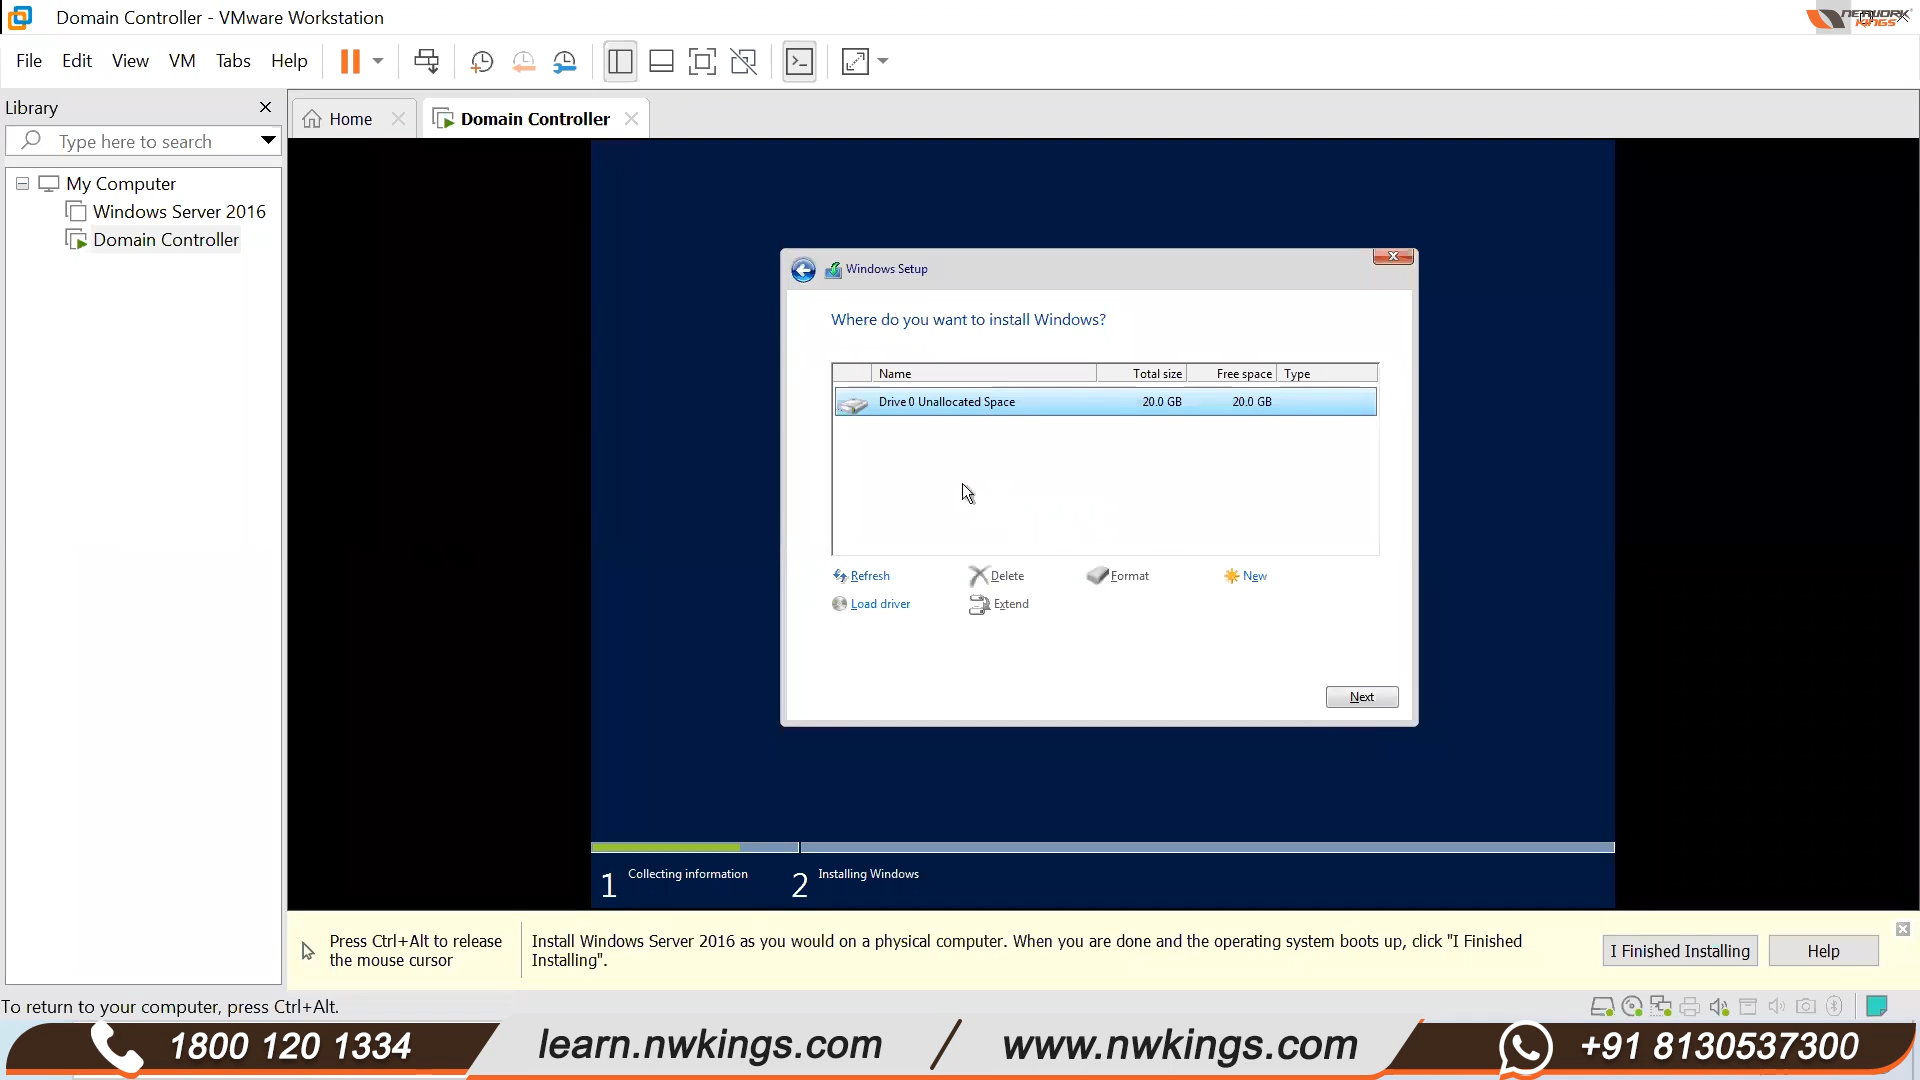 Domain Controller - VMware Workstation
NETWORK KINGS
File Edit View VM Tabs Help
Library
Home
Domain Controller
Type here to search
My Computer
Windows Server 2016
Domain Controller
Windows Setup
Where do you want to install Windows?
Name Total size Free space Type
Drive 0 Unallocated Space 20.0 GB 20.0 GB
Refresh Delete Format New
Load driver Extend
Next
1 Collecting information 2 Installing Windows
Press Ctrl+Alt to release
the mouse cursor
Install Windows Server 2016 as you would on a physical computer. When you are done and the operating system boots up, click "I Finished
Installing".
I Finished Installing
Help
To return to your computer, press Ctrl+Alt.
1800 120 1334 learn.nwkings.com / www.nwkings.com +91 8130537300